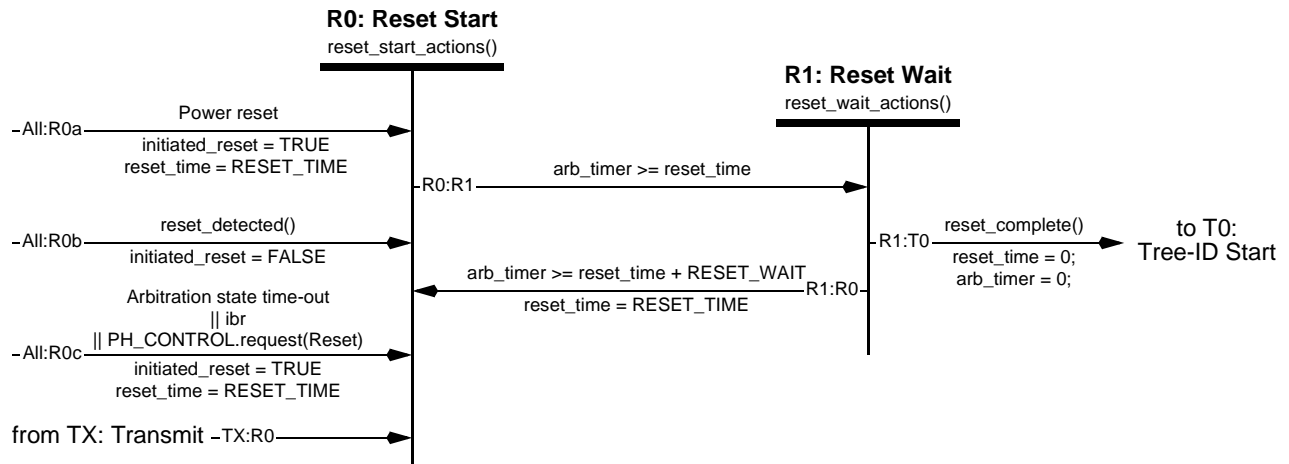 R0: Reset Start
reset_start_actions()
R1: Reset Wait
reset_wait_actions()
All:R0a
Power reset
initiated_reset = TRUE
reset_time = RESET_TIME
R0:R1
arb_timer >= reset_time
All:R0b
reset_detected()
initiated_reset = FALSE
R1:T0
reset_complete()
reset_time = 0;
arb_timer = 0;
to T0:
Tree-ID Start
arb_timer >= reset_time + RESET_WAIT
R1:R0
reset_time = RESET_TIME
Arbitration state time-out
|| ibr
|| PH_CONTROL.request(Reset)
All:R0c
initiated_reset = TRUE
reset_time = RESET_TIME
from TX: Transmit
TX:R0